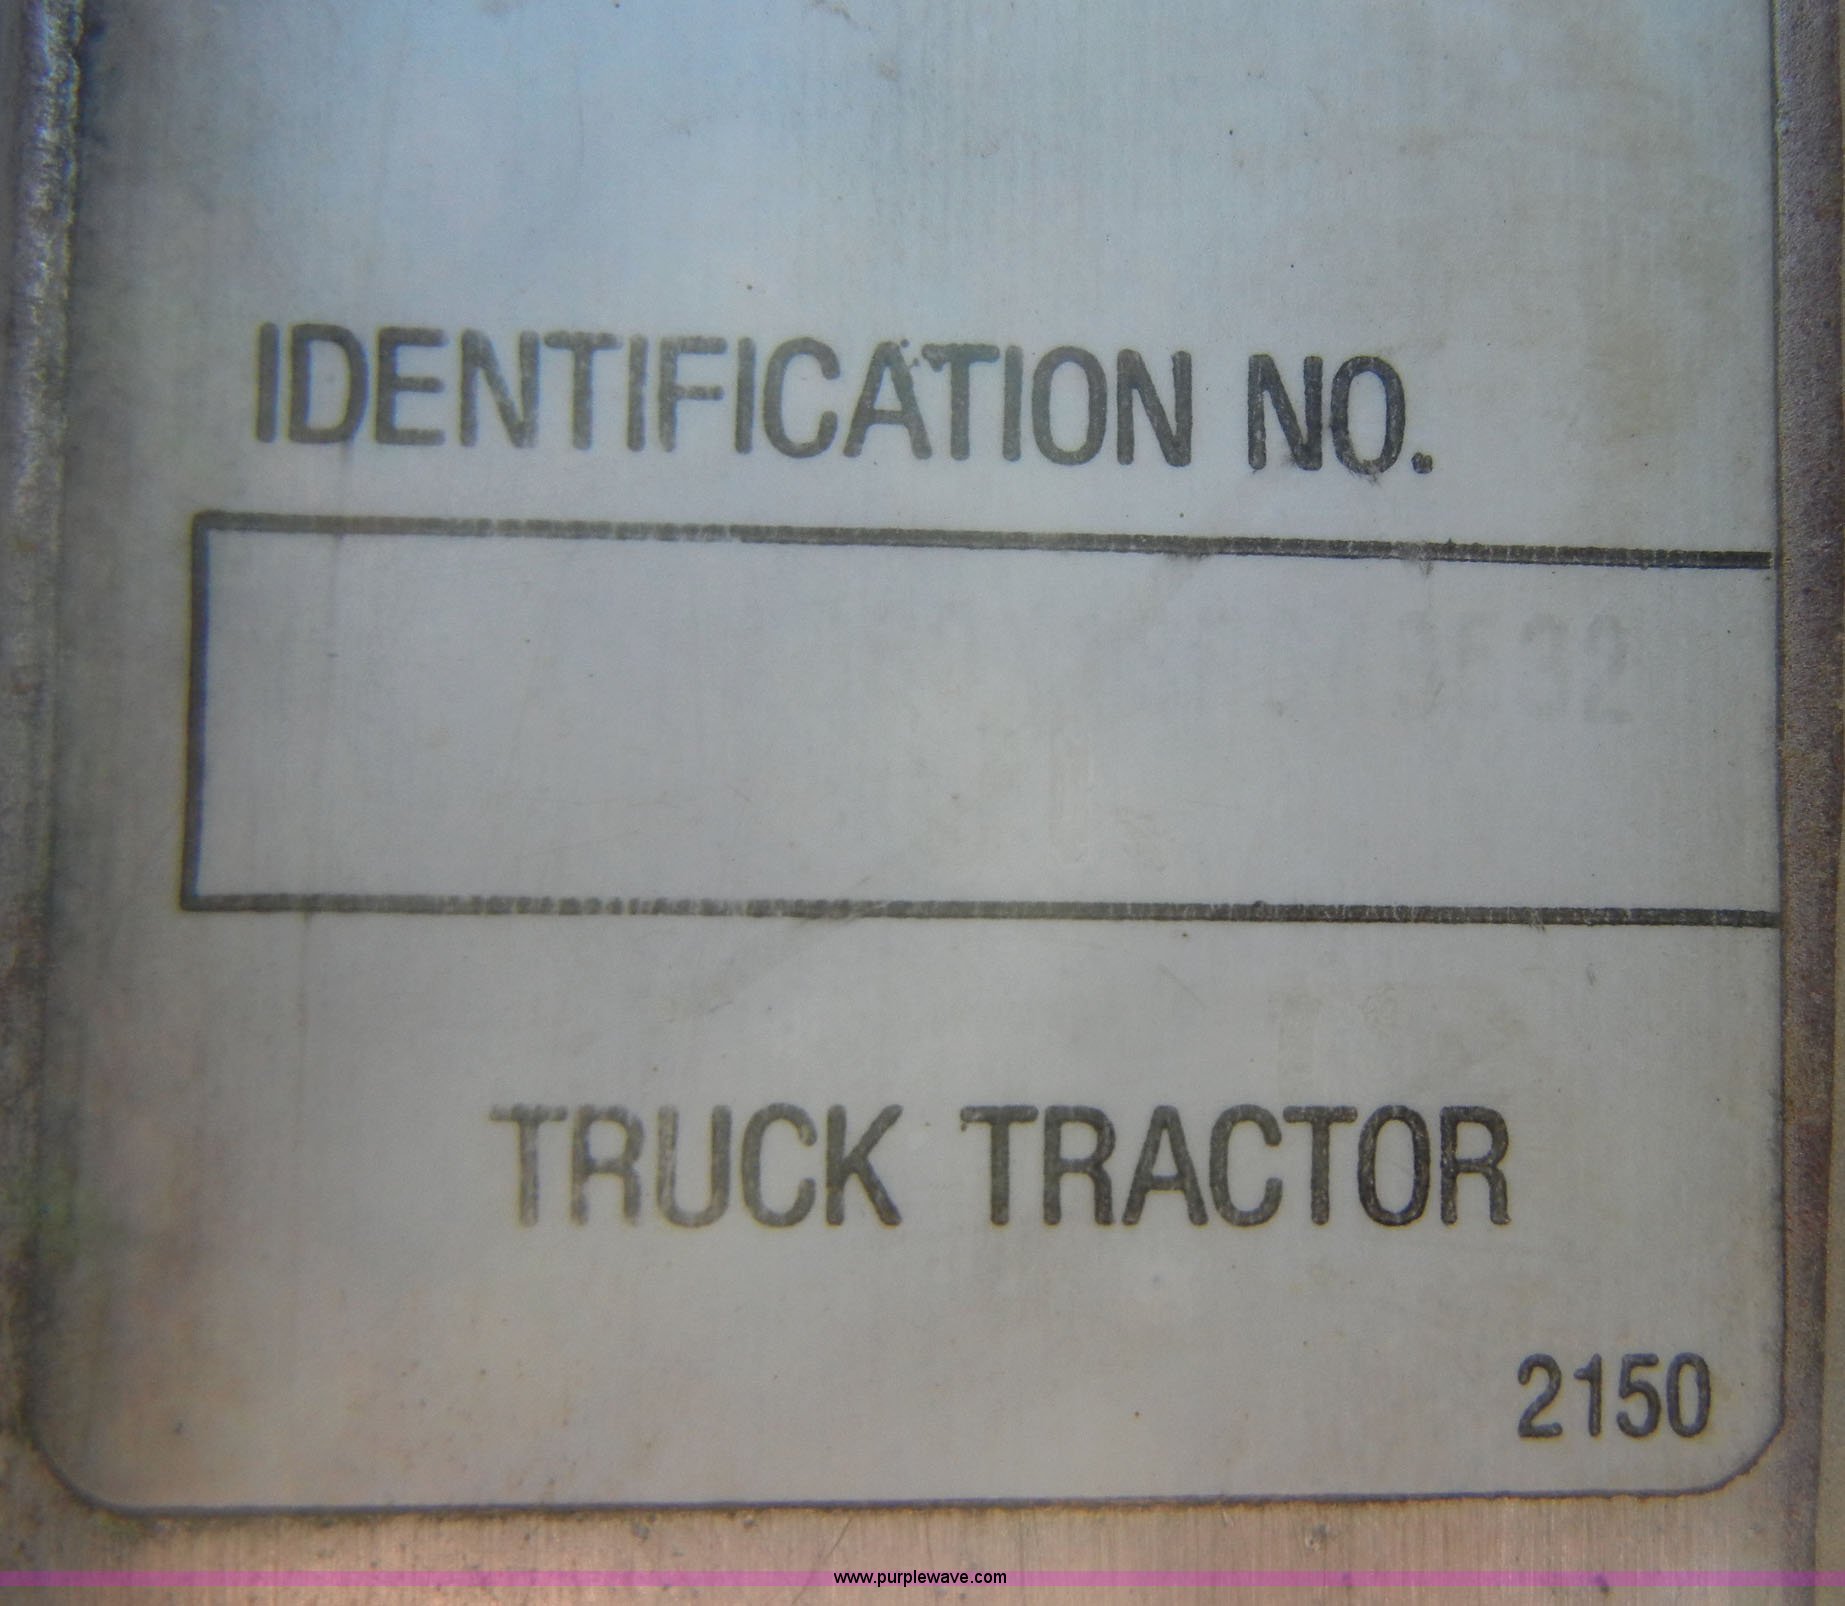 IDENTIFICATION NO.
TRUCK TRACTOR
2150
www.purplewave.com